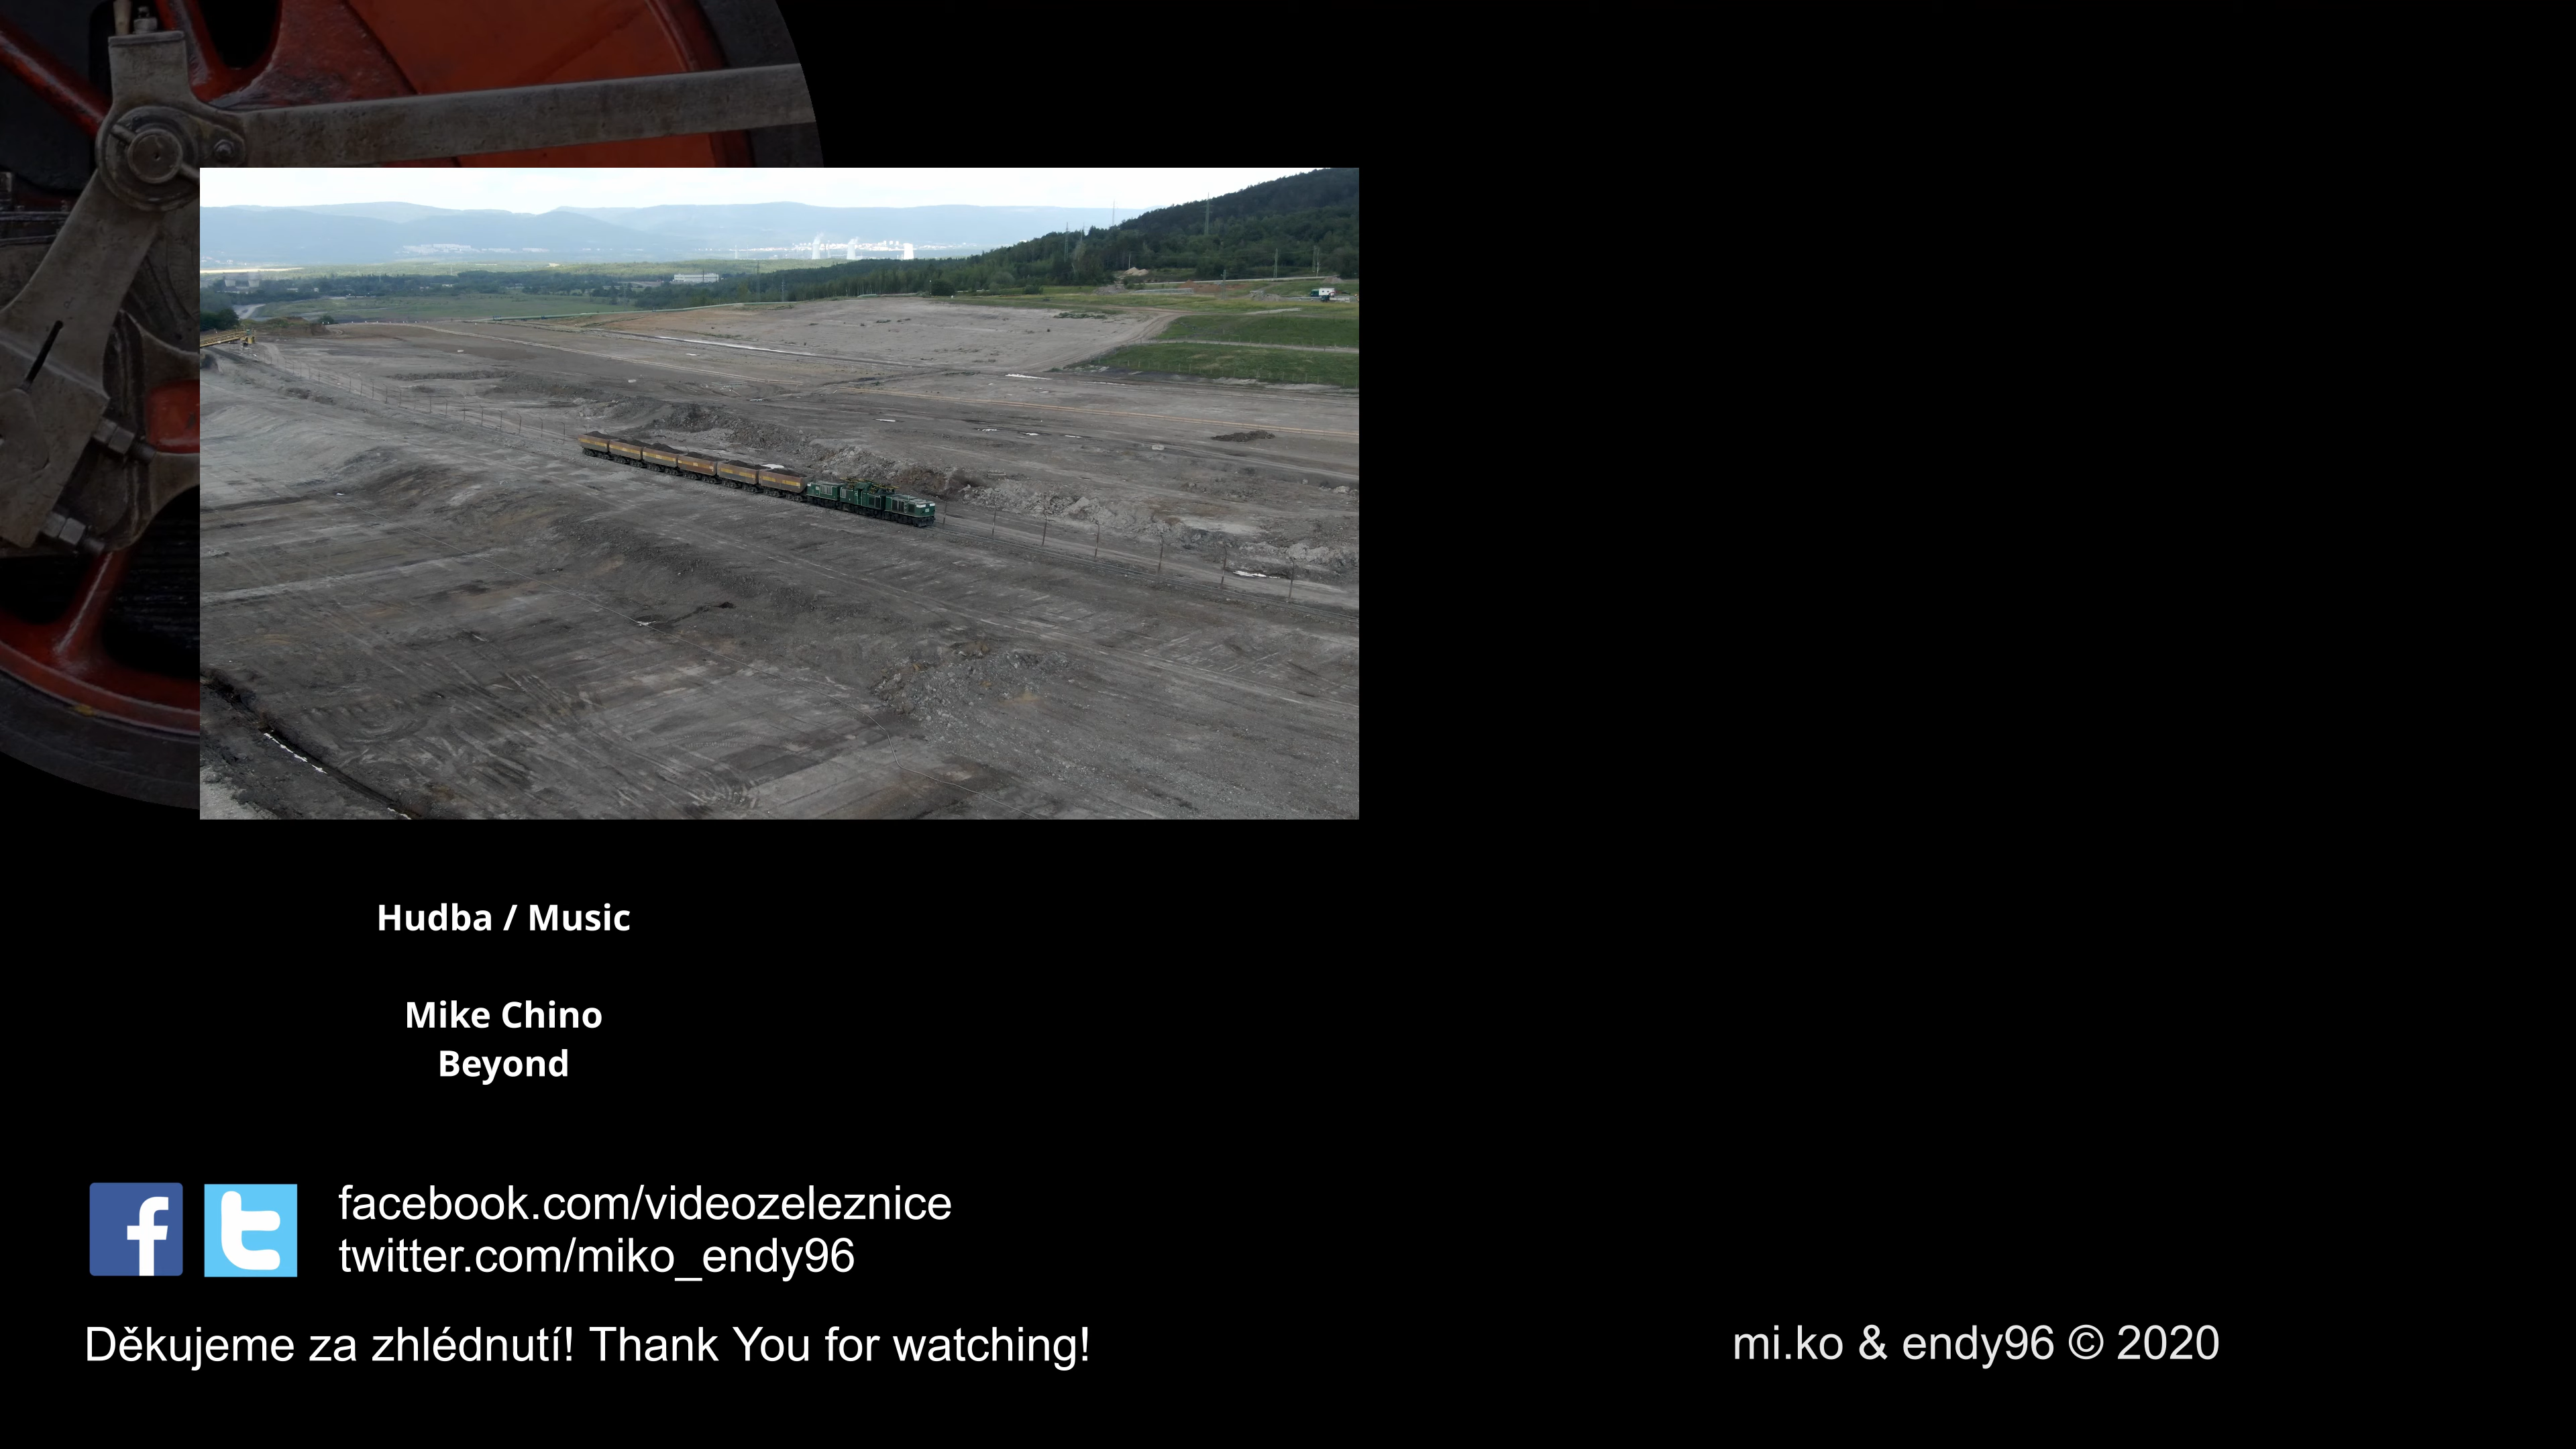 Hudba / Music
Mike Chino
Beyond
facebook.com/videozeleznice
twitter.com/miko_endy96
Děkujeme za zhlédnutí! Thank You for watching!
mi.ko & endy96 © 2020